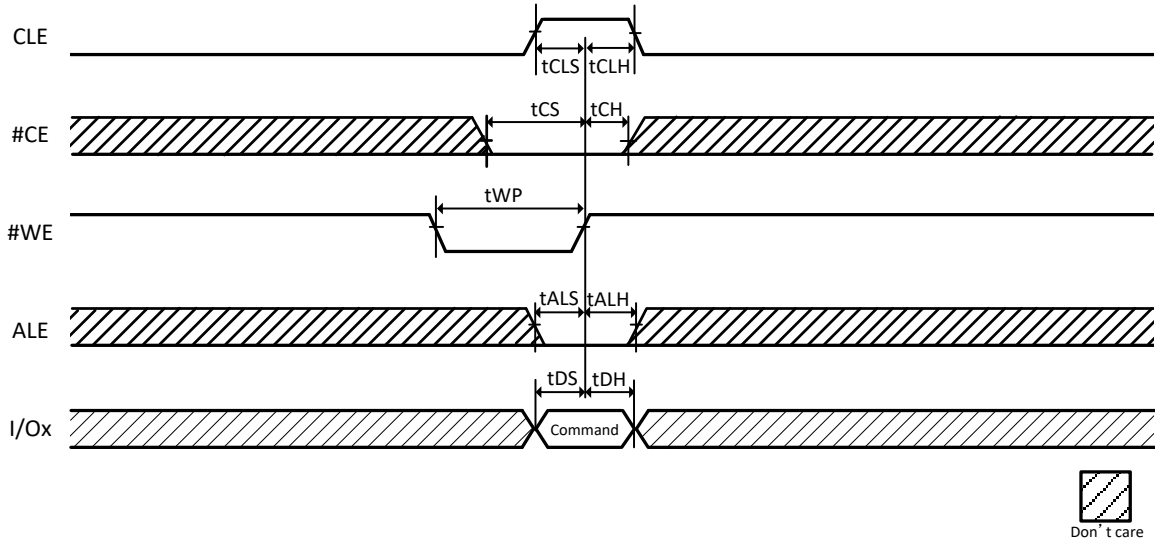 CLE
tCLS tCLH
#CE
tCS tCH
#WE
tWP
ALE
tALS tALH
I/Ox
tDS tDH
Command
Don’t care